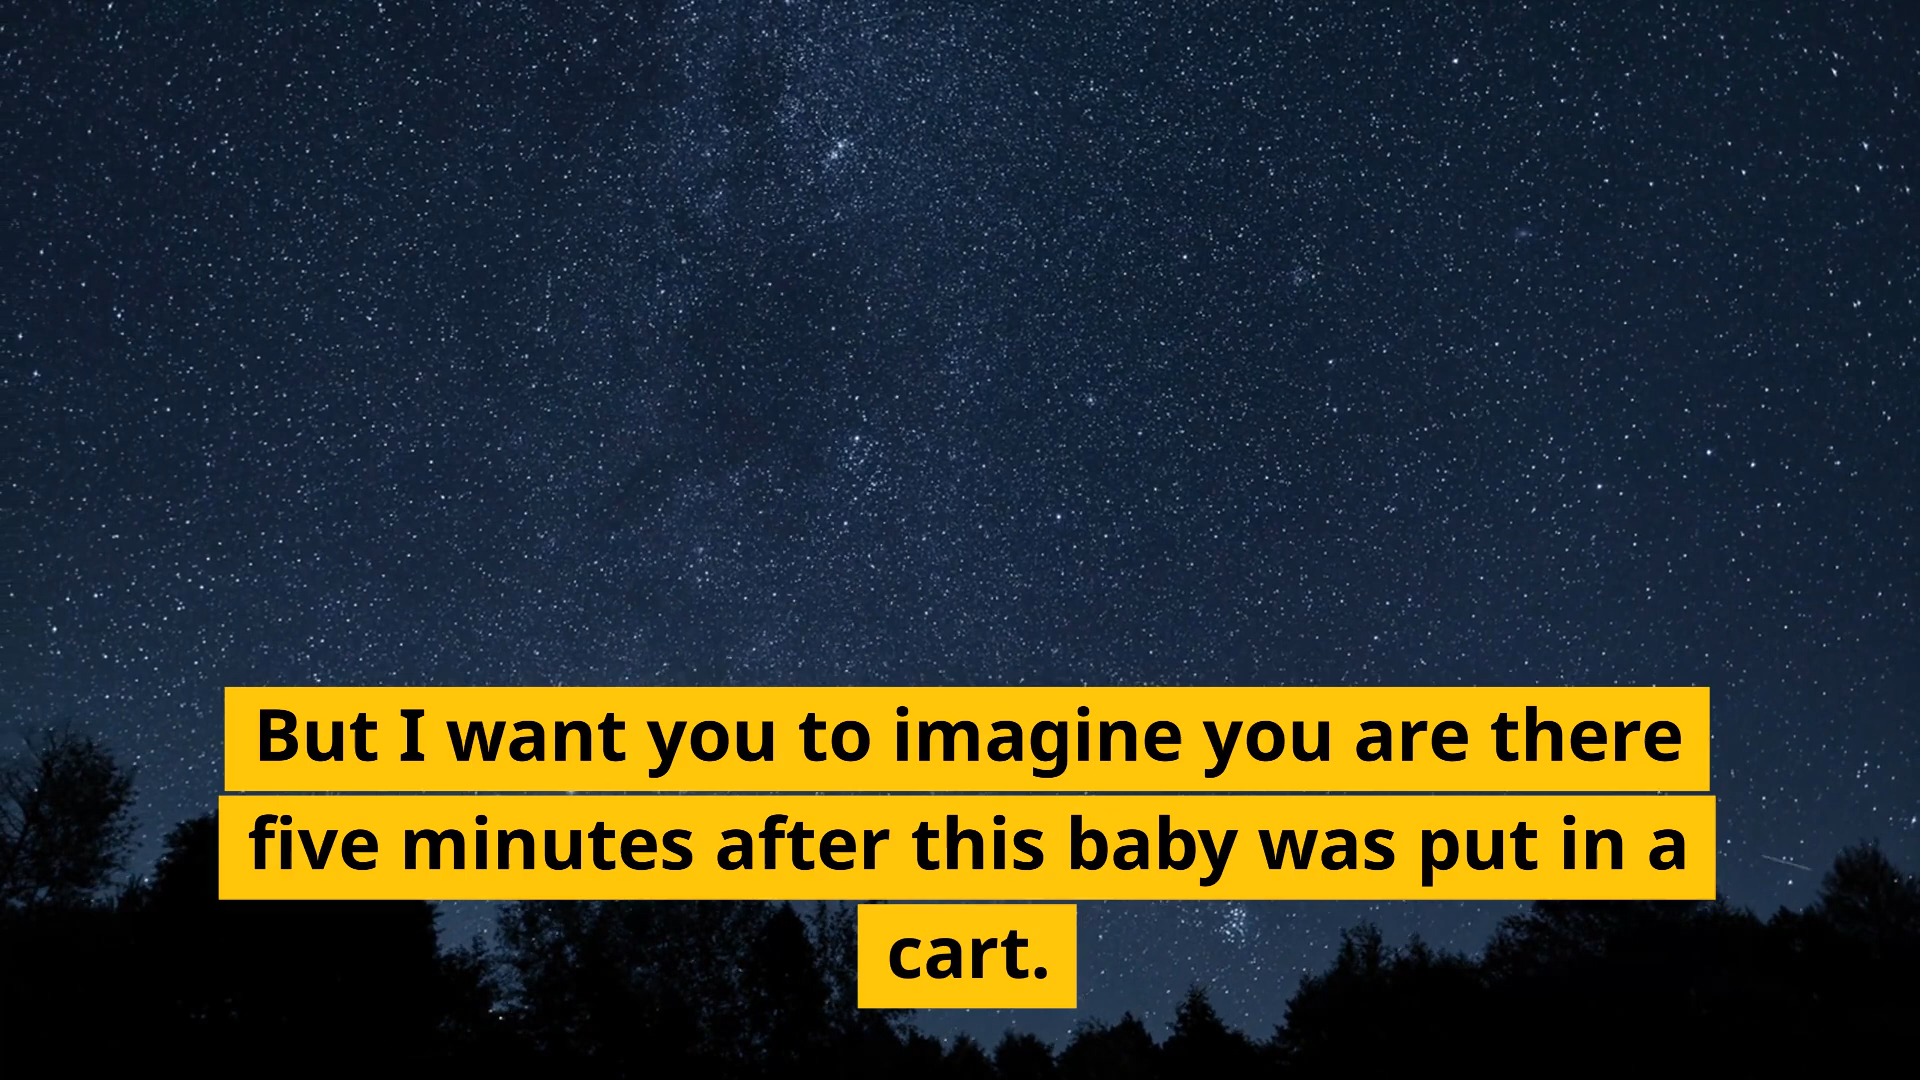 But I want you to imagine you are there
five minutes after this baby was put in a
cart.